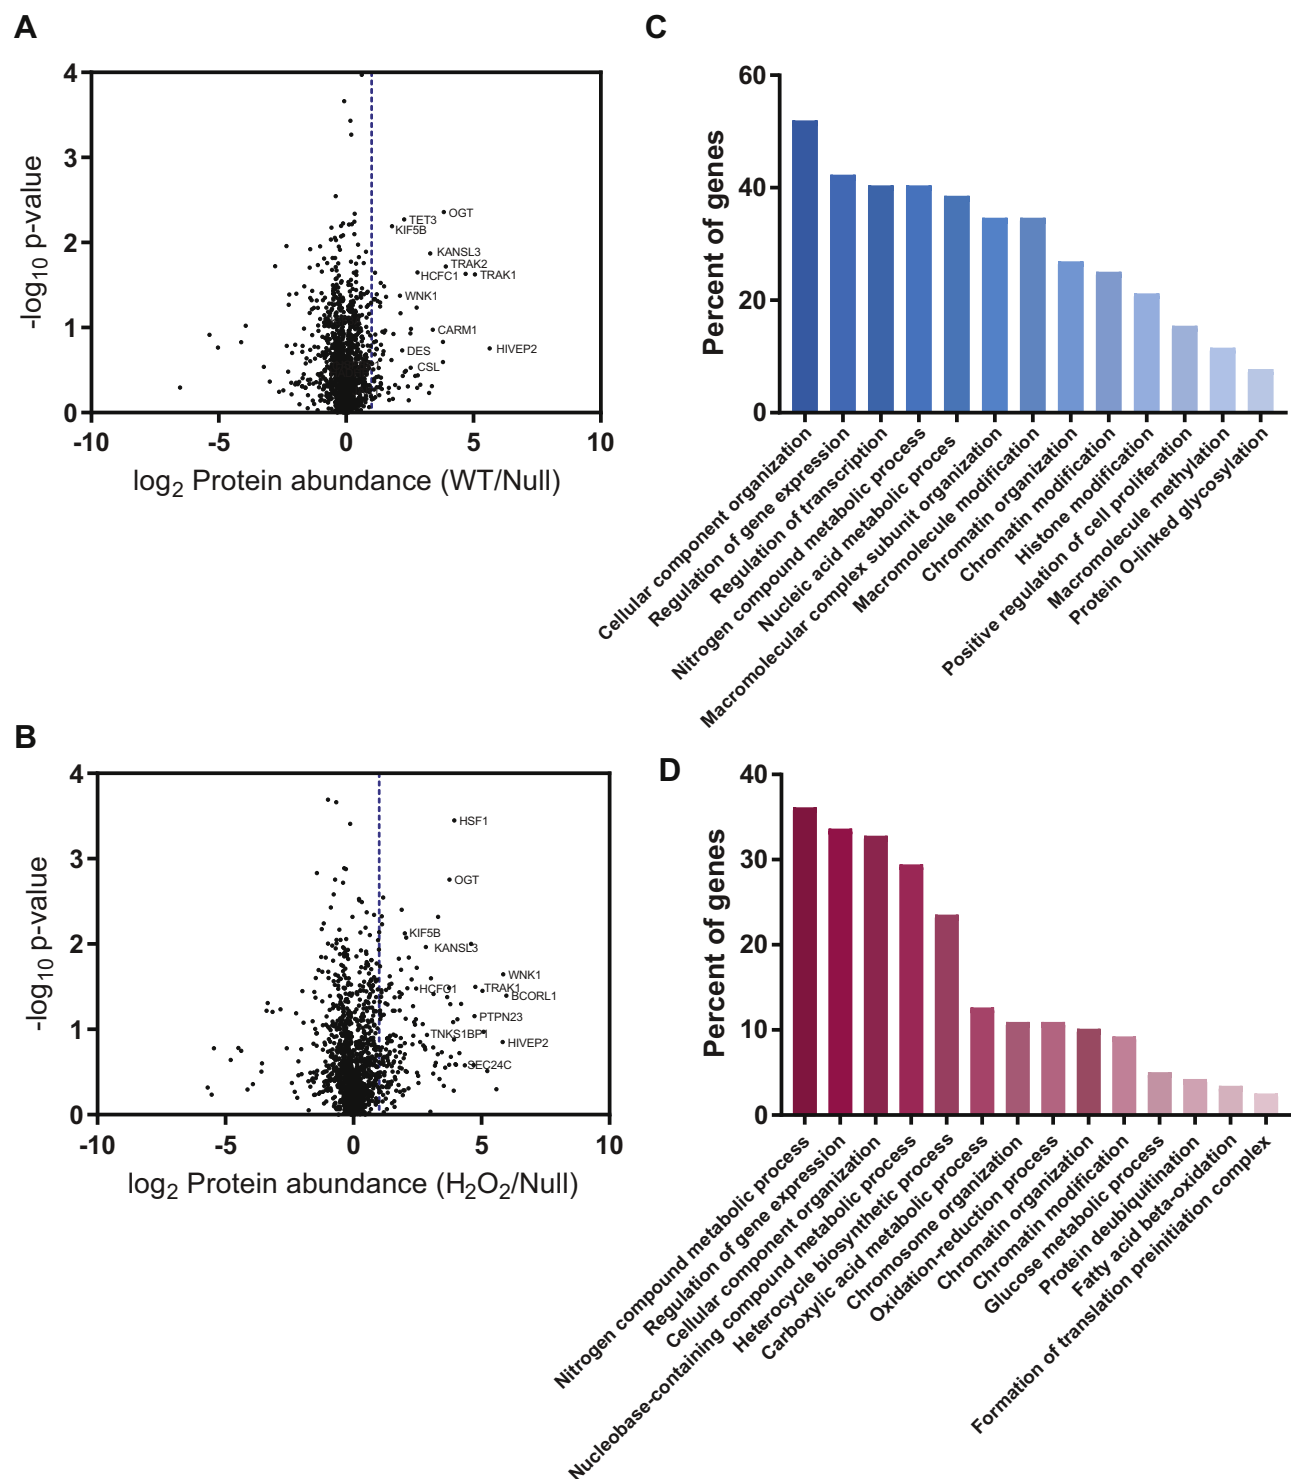 A
4
3
2
1
0
-log10 p-value
OGT
TET3
KIF5B
KANSL3
TRAK2
HCFC1
TRAK1
WNK1
CARM1
HIVEP2
DES
CSL
-10
-5
0
5
10
log2 Protein abundance (WT/Null)
C
60
40
20
0
Percent of genes
Cellular component organization
Regulation of gene expression
Regulation of transcription
Nitrogen compound metabolic process
Nucleic acid metabolic proces
Macromolecular complex subunit organization
Macromolecule modification
Chromatin organization
Chromatin modification
Histone modification
Positive regulation of cell proliferation
Macromolecule methylation
Protein O-linked glycosylation
B
4
3
2
1
0
-log10 p-value
HSF1
OGT
KIF5B
KANSL3
WNK1
HCFC1
TRAK1
BCORL1
PTPN23
TNKS1BP1
HIVEP2
SEC24C
-10
-5
0
5
10
log2 Protein abundance (H2O2/Null)
D
40
30
20
10
0
Percent of genes
Nitrogen compound metabolic process
Regulation of gene expression
Cellular component organization
Nucleobase-containing compound metabolic process
Heterocycle biosynthetic process
Carboxylic acid metabolic process
Chromosome organization
Oxidation-reduction process
Chromatin organization
Chromatin modification
Glucose metabolic process
Protein deubiquitination
Fatty acid beta-oxidation
Formation of translation preinitiation complex